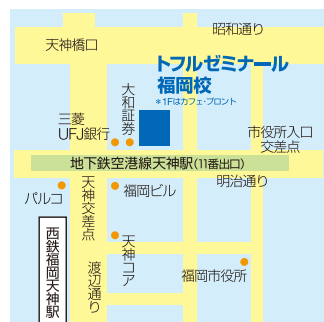 昭和通り
天神橋口
トフルゼミナール
福岡校
＊1Fはカフェ・プロント
大和証券
三菱
UFJ銀行
市役所入口
交差点
地下鉄空港線天神駅(11番出口)
明治通り
パルコ
天神交差点
福岡ビル
西鉄福岡天神駅
天神コア
渡辺通り
福岡市役所